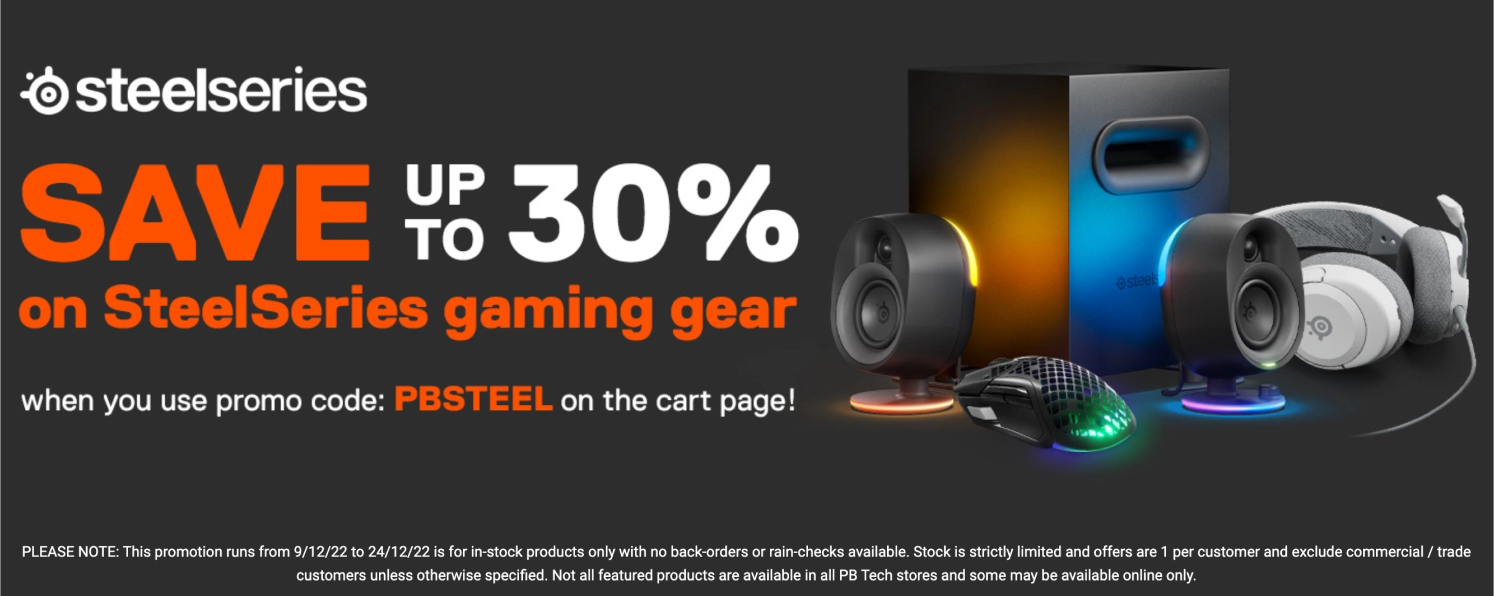 steelseries
SAVE UP TO 30%
on SteelSeries gaming gear
when you use promo code: PBSTEEL on the cart page!
PLEASE NOTE: This promotion runs from 9/12/22 to 24/12/22 is for in-stock products only with no back-orders or rain-checks available. Stock is strictly limited and offers are 1 per customer and exclude commercial / trade
customers unless otherwise specified. Not all featured products are available in all PB Tech stores and some may be available online only.